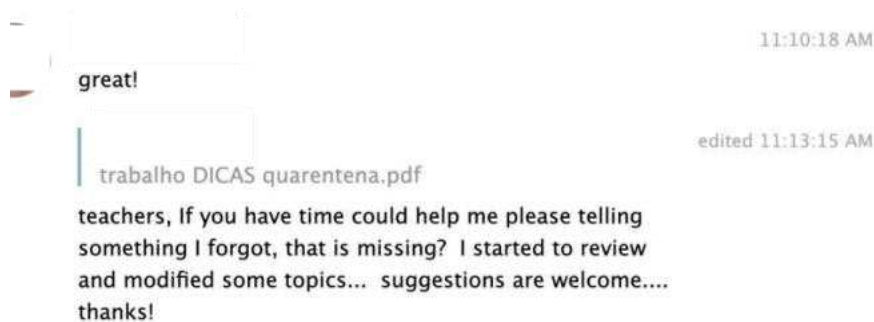 11:10:18 AM
great!
edited 11:13:15 AM
trabalho DICAS quarentena.pdf
teachers, If you have time could help me please telling
something I forgot, that is missing?  I started to review
and modified some topics...  suggestions are welcome....
thanks!